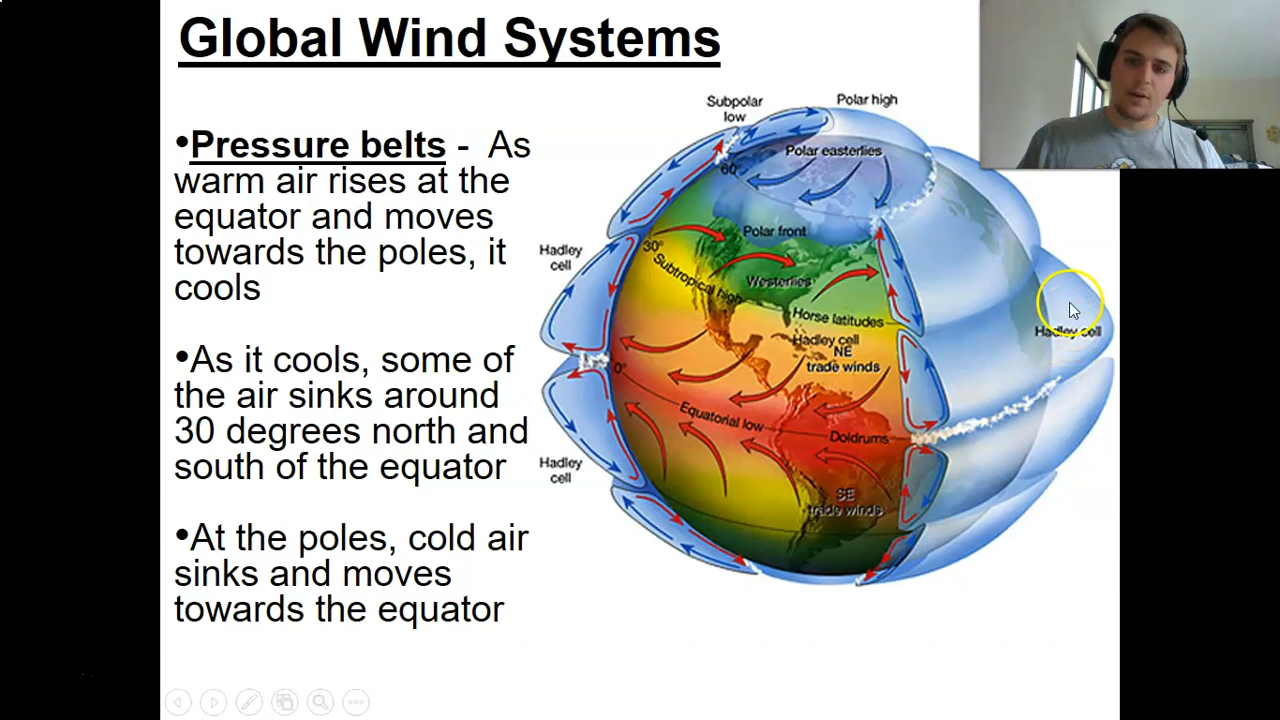 Global Wind Systems
•Pressure belts - As
warm air rises at the
equator and moves
towards the poles, it
cools
•As it cools, some of
the air sinks around
30 degrees north and
south of the equator
•At the poles, cold air
sinks and moves
towards the equator
Subpolar
low
Polar high
Polar easterlies
60°
Polar front
30°
Hadley
cell
Subtropical high
Westerlies
Horse latitudes
Hadley cell
Hadley cell
NE
trade winds
0°
Equatorial low
Doldrums
Hadley
cell
SE
trade winds